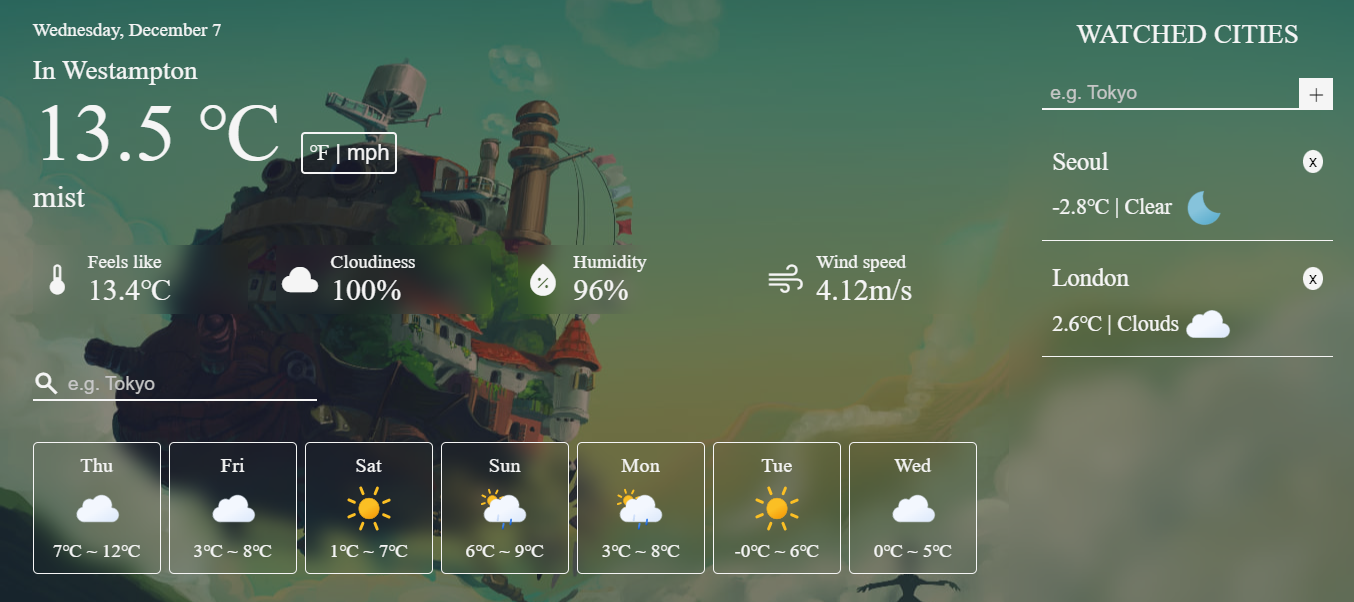 Wednesday, December 7
In Westampton
13.5 °C
°F | mph
mist
Feels like
13.4°C
Cloudiness
100%
Humidity
96%
Wind speed
4.12m/s
e.g. Tokyo
Thu
7°C ~ 12°C
Fri
3°C ~ 8°C
Sat
1°C ~ 7°C
Sun
6°C ~ 9°C
Mon
3°C ~ 8°C
Tue
-0°C ~ 6°C
Wed
0°C ~ 5°C
WATCHED CITIES
e.g. Tokyo
+
Seoul
x
-2.8°C | Clear
London
x
2.6°C | Clouds